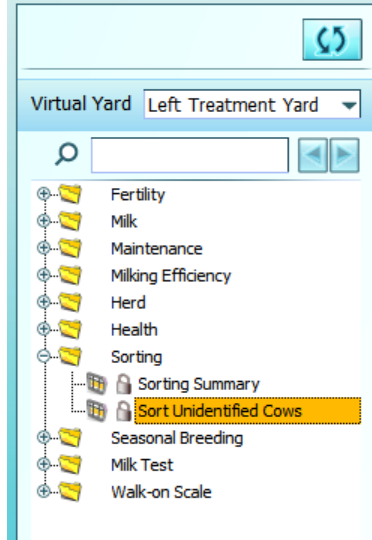 Virtual Yard Left Treatment Yard
Fertility
Milk
Maintenance
Milking Efficiency
Herd
Health
Sorting
Sorting Summary
Sort Unidentified Cows
Seasonal Breeding
Milk Test
Walk-on Scale